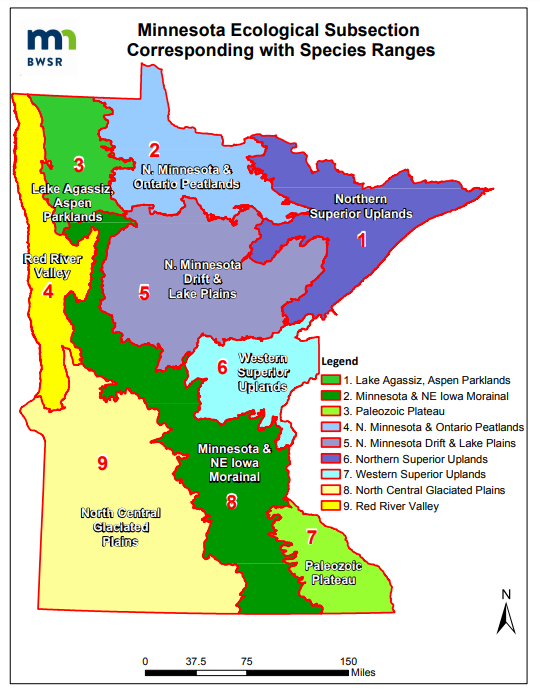 Minnesota Ecological Subsection
Corresponding with Species Ranges
mn
BWSR
2
N. Minnesota &
Ontario Peatlands
3
Lake Agassiz,
Aspen
Parklands
Northern
Superior Uplands
1
Red River
Valley
4
N. Minnesota
Drift &
Lake Plains
5
6
Western
Superior
Uplands
Legend
1. Lake Agassiz, Aspen Parklands
2. Minnesota & NE Iowa Morainal
3. Paleozoic Plateau
4. N. Minnesota & Ontario Peatlands
5. N. Minnesota Drift & Lake Plains
6. Northern Superior Uplands
7. Western Superior Uplands
8. North Central Glaciated Plains
9. Red River Valley
Minnesota &
NE Iowa
Morainal
8
9
North Central
Glaciated
Plains
7
Paleozoic
Plateau
N
0 37.5 75 150
Miles